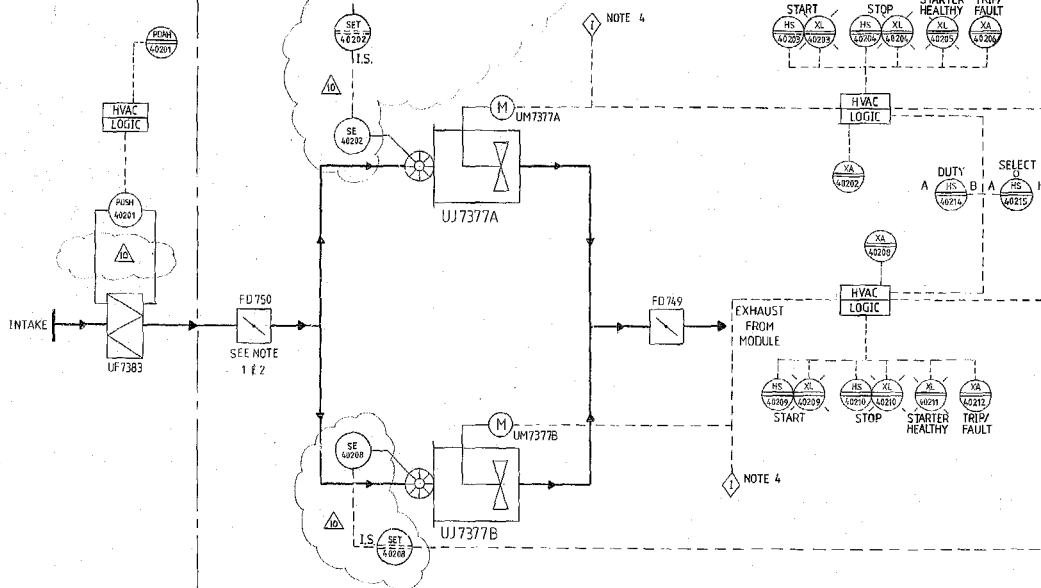 PDAH
40201
HVAC
LOGIC
PDSH
40201
10
INTAKE
UF7383
FD750
SEE NOTE
1 & 2
SET
40202
I.S.
10
SE
40202
M
UM7377A
UJ7377A
1
NOTE 4
START
STOP
STARTER
HEALTHY
TRIP/
FAULT
HS
40203
XL
40203
HS
40204
XL
40204
XL
40205
XA
40206
HVAC
LOGIC
XA
40202
DUTY
A
HS
40214
B
SELECT
O
A
HS
40215
H
XA
40208
HVAC
LOGIC
FD749
EXHAUST
FROM
MODULE
HS
40209
XL
40209
HS
40210
XL
40210
XL
40211
XA
40212
START
STOP
STARTER
HEALTHY
TRIP/
FAULT
SE
40208
M
UM7377B
UJ7377B
10
I.S.
SET
40208
1
NOTE 4